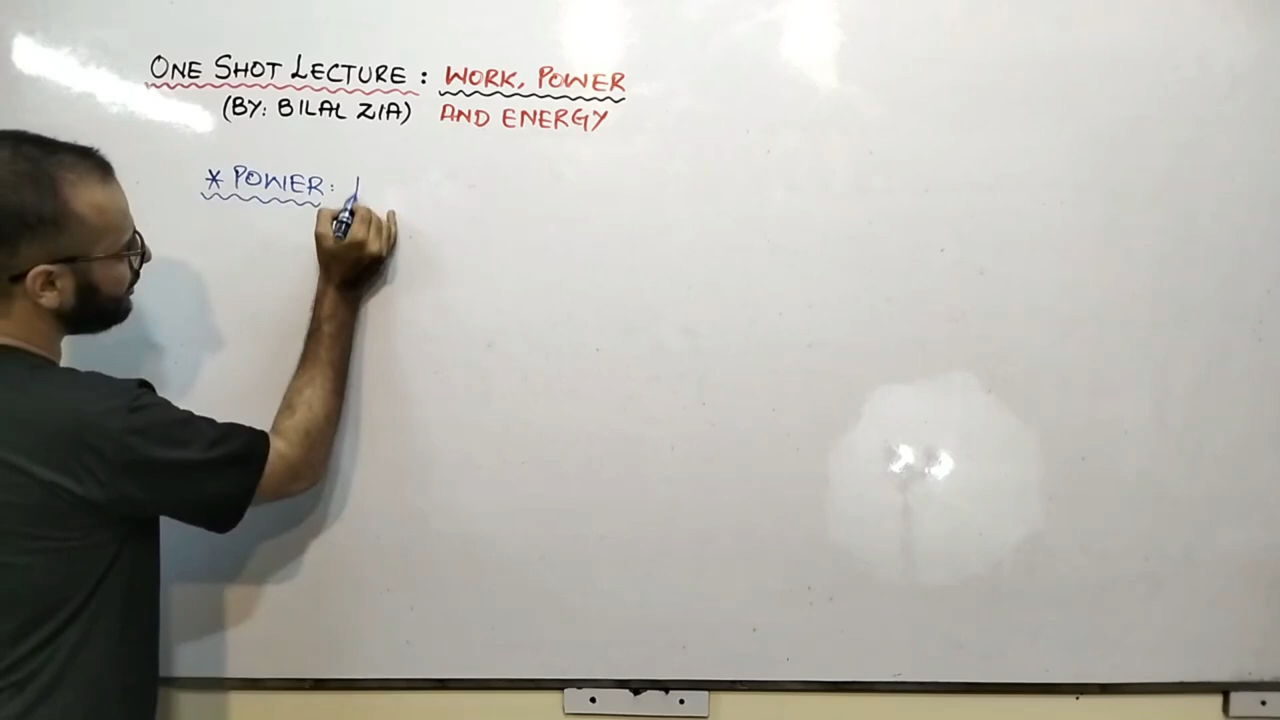 ONE SHOT LECTURE: WORK, POWER
(BY: BILAL ZIA) AND ENERGY
* POWER: